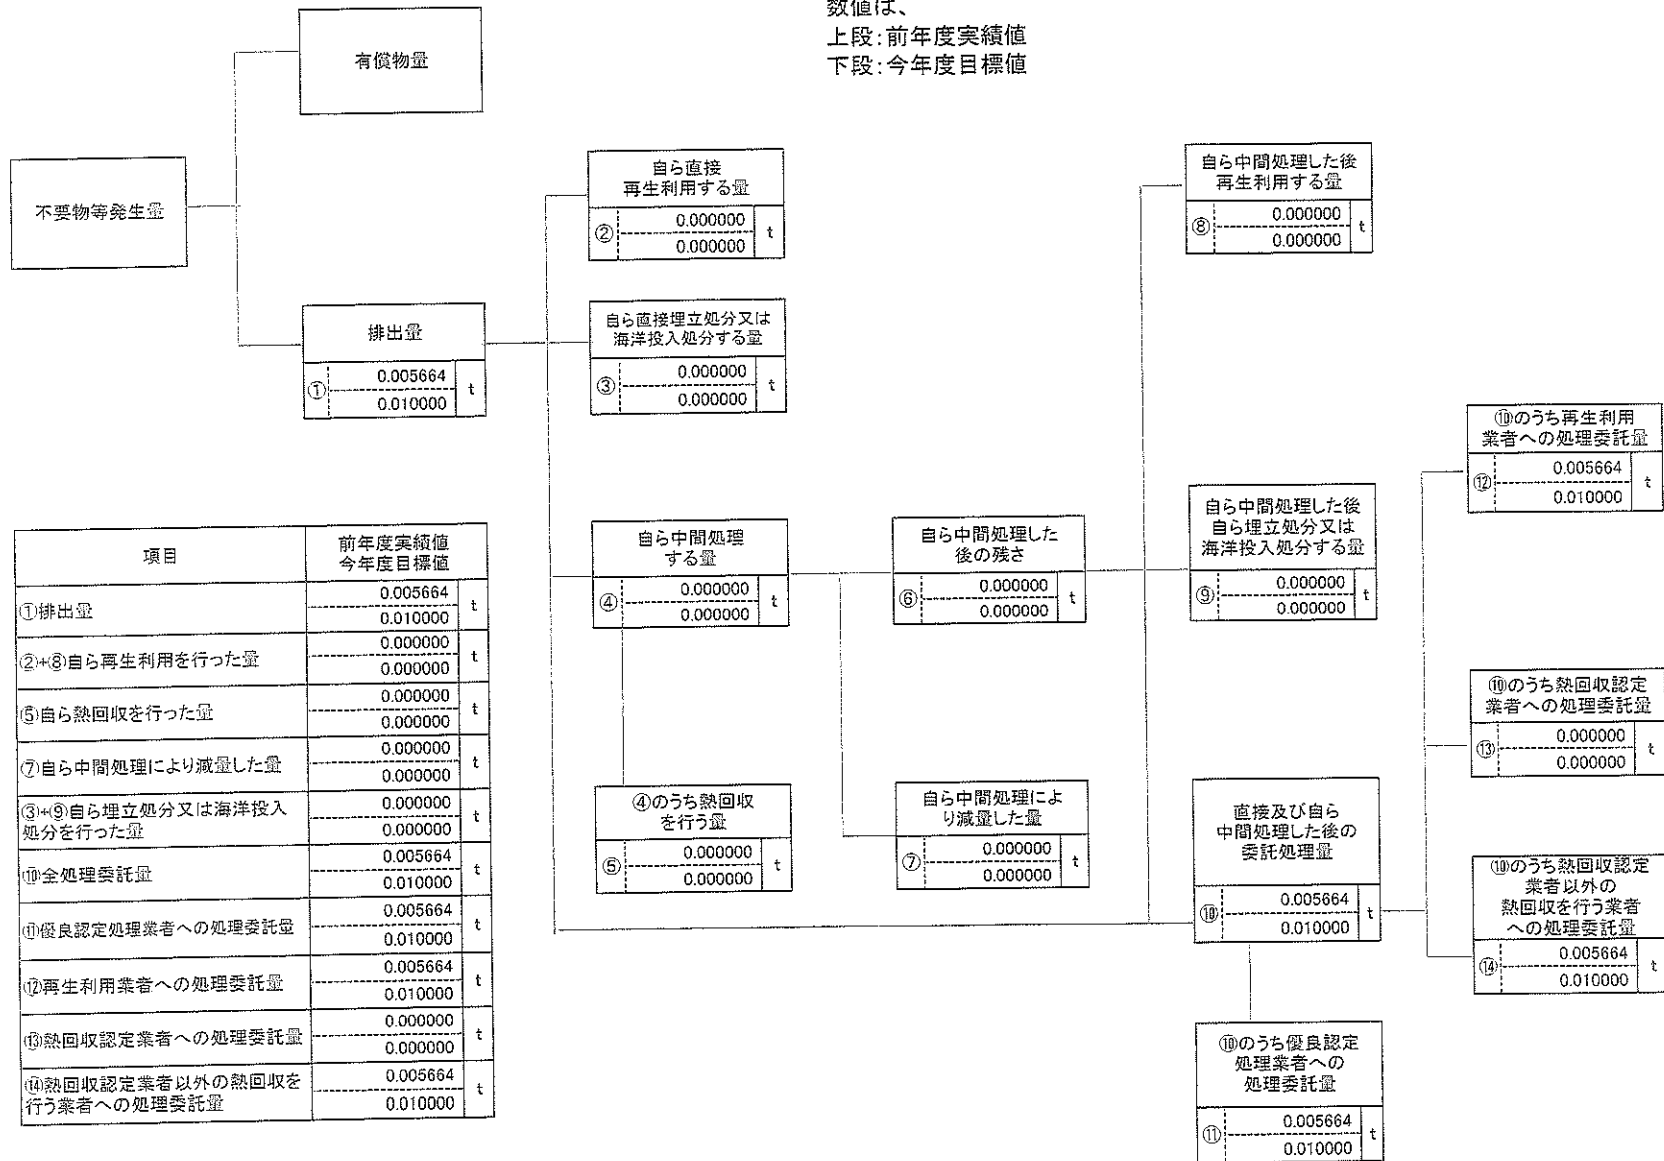 数値は、
上段:前年度実績値
下段:今年度目標値
有償物量
不要物等発生量
排出量
① 0.005664 t
0.010000
自ら直接
再生利用する量
② 0.000000 t
0.000000
自ら直接埋立処分又は
海洋投入処分する量
③ 0.000000 t
0.000000
自ら中間処理
する量
④ 0.000000 t
0.000000
④のうち熱回収
を行う量
⑤ 0.000000 t
0.000000
自ら中間処理した
後の残さ
⑥ 0.000000 t
0.000000
自ら中間処理によ
り減量した量
⑦ 0.000000 t
0.000000
自ら中間処理した後
再生利用する量
⑧ 0.000000 t
0.000000
自ら中間処理した後
自ら埋立処分又は
海洋投入処分する量
⑨ 0.000000 t
0.000000
直接及び自ら
中間処理した後の
委託処理量
⑩ 0.005664 t
0.010000
⑩のうち優良認定
処理業者への
処理委託量
⑪ 0.005664 t
0.010000
⑩のうち再生利用
業者への処理委託量
⑫ 0.005664 t
0.010000
⑩のうち熱回収認定
業者への処理委託量
⑬ 0.000000 t
0.000000
⑩のうち熱回収認定
業者以外の
熱回収を行う業者
への処理委託量
⑭ 0.005664 t
0.010000
項目 前年度実績値
今年度目標値
①排出量 0.005664 t
0.010000
②+⑧自ら再生利用を行った量 0.000000 t
0.000000
⑤自ら熱回収を行った量 0.000000 t
0.000000
⑦自ら中間処理により減量した量 0.000000 t
0.000000
③+⑨自ら埋立処分又は海洋投入 0.000000 t
処分を行った量 0.000000
⑩全処理委託量 0.005664 t
0.010000
⑪優良認定処理業者への処理委託量 0.005664 t
0.010000
⑫再生利用業者への処理委託量 0.005664 t
0.010000
⑬熱回収認定業者への処理委託量 0.000000 t
0.000000
⑭熱回収認定業者以外の熱回収を 0.005664 t
行う業者への処理委託量 0.010000